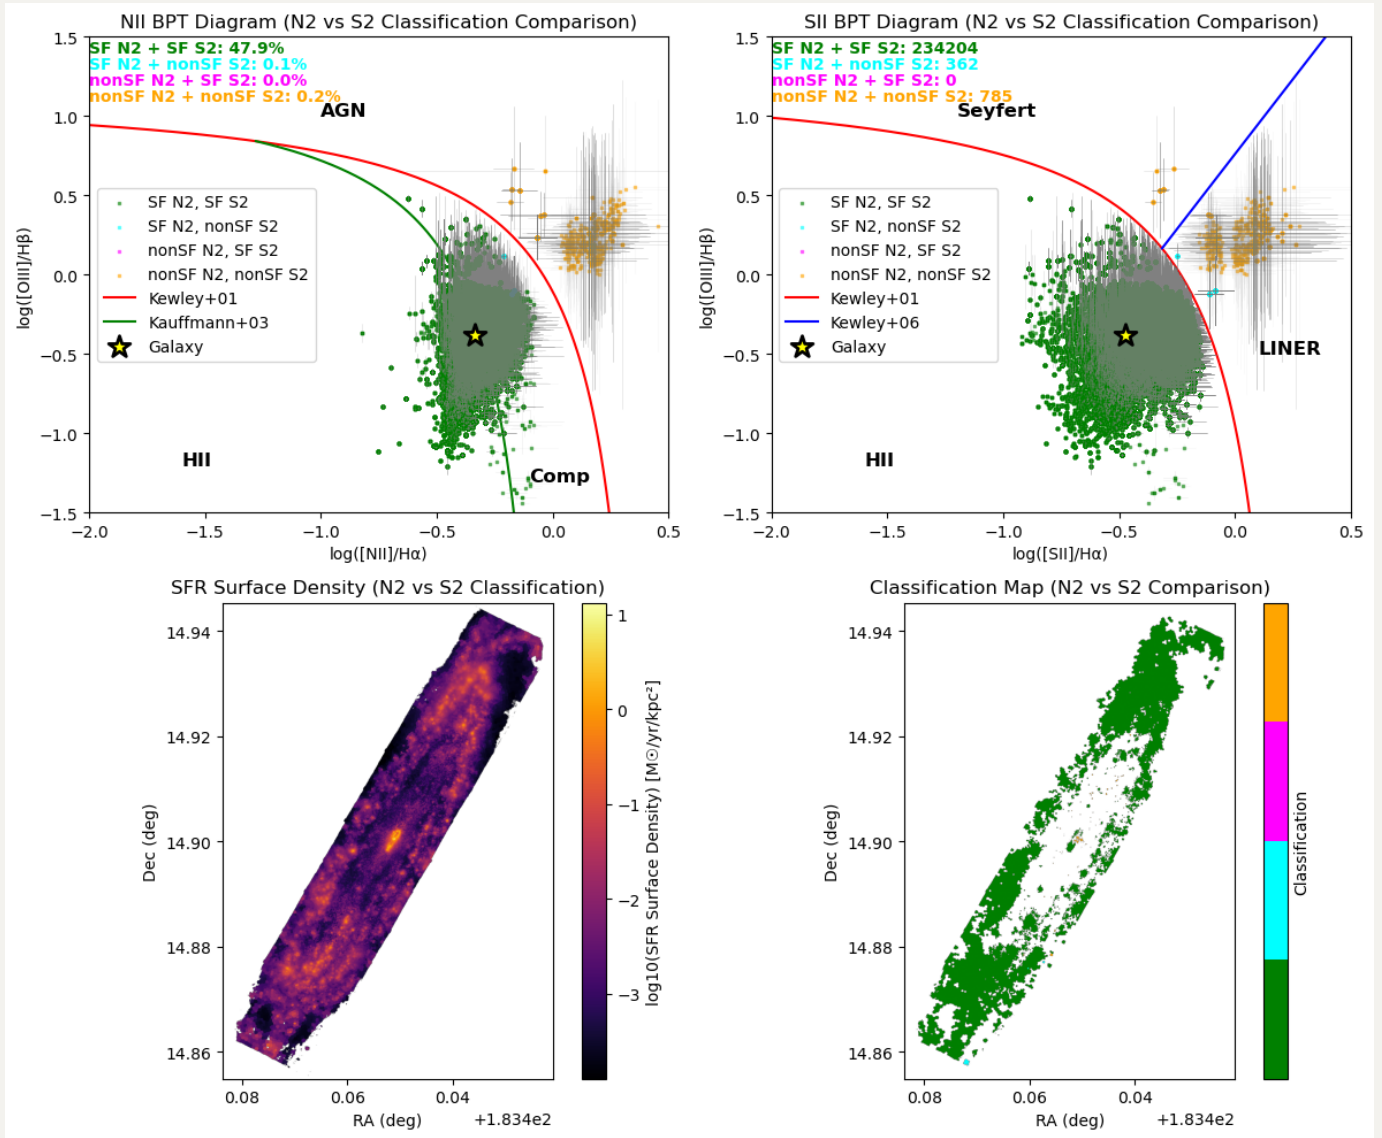 NII BPT Diagram (N2 vs S2 Classification Comparison)
SF N2 + SF S2: 47.9%
SF N2 + nonSF S2: 0.1%
nonSF N2 + SF S2: 0.0%
nonSF N2 + nonSF S2: 0.2%
AGN
SF N2, SF S2
SF N2, nonSF S2
nonSF N2, SF S2
nonSF N2, nonSF S2
Kewley+01
Kauffmann+03
Galaxy
HII
Comp
1.5
1.0
0.5
0.0
−0.5
−1.0
−1.5
log([OIII]/Hβ)
−2.0 −1.5 −1.0 −0.5 0.0 0.5
log([NII]/Hα)
SII BPT Diagram (N2 vs S2 Classification Comparison)
SF N2 + SF S2: 234204
SF N2 + nonSF S2: 362
nonSF N2 + SF S2: 0
nonSF N2 + nonSF S2: 785
Seyfert
SF N2, SF S2
SF N2, nonSF S2
nonSF N2, SF S2
nonSF N2, nonSF S2
Kewley+01
Kewley+06
Galaxy
LINER
HII
1.5
1.0
0.5
0.0
−0.5
−1.0
−1.5
log([OIII]/Hβ)
−2.0 −1.5 −1.0 −0.5 0.0 0.5
log([SII]/Hα)
SFR Surface Density (N2 vs S2 Classification)
14.94
14.92
14.90
14.88
14.86
Dec (deg)
0.08 0.06 0.04
+1.834e2
RA (deg)
1
0
−1
−2
−3
log10(SFR Surface Density) [M☉/yr/kpc²]
Classification Map (N2 vs S2 Comparison)
14.94
14.92
14.90
14.88
14.86
Dec (deg)
0.08 0.06 0.04
+1.834e2
RA (deg)
Classification